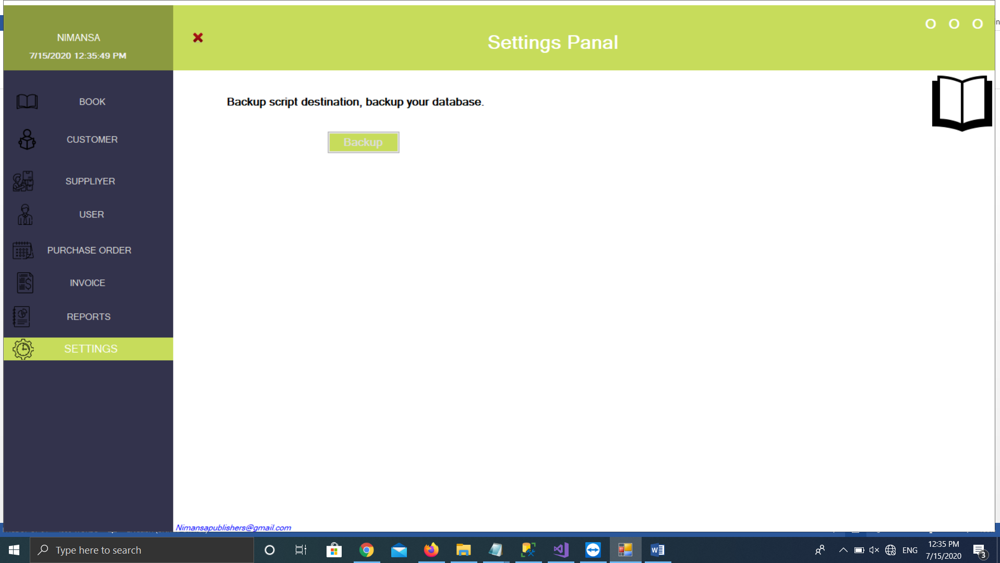 NIMANSA
7/15/2020 12:35:49 PM
Settings Panal
O O O
in
BOOK
CUSTOMER
SUPPLIYER
USER
PURCHASE ORDER
INVOICE
REPORTS
SETTINGS
Backup script destination, backup your database.
Backup
Nimansapublishers@gmail.com
Type here to search
ENG
12:35 PM
7/15/2020
3